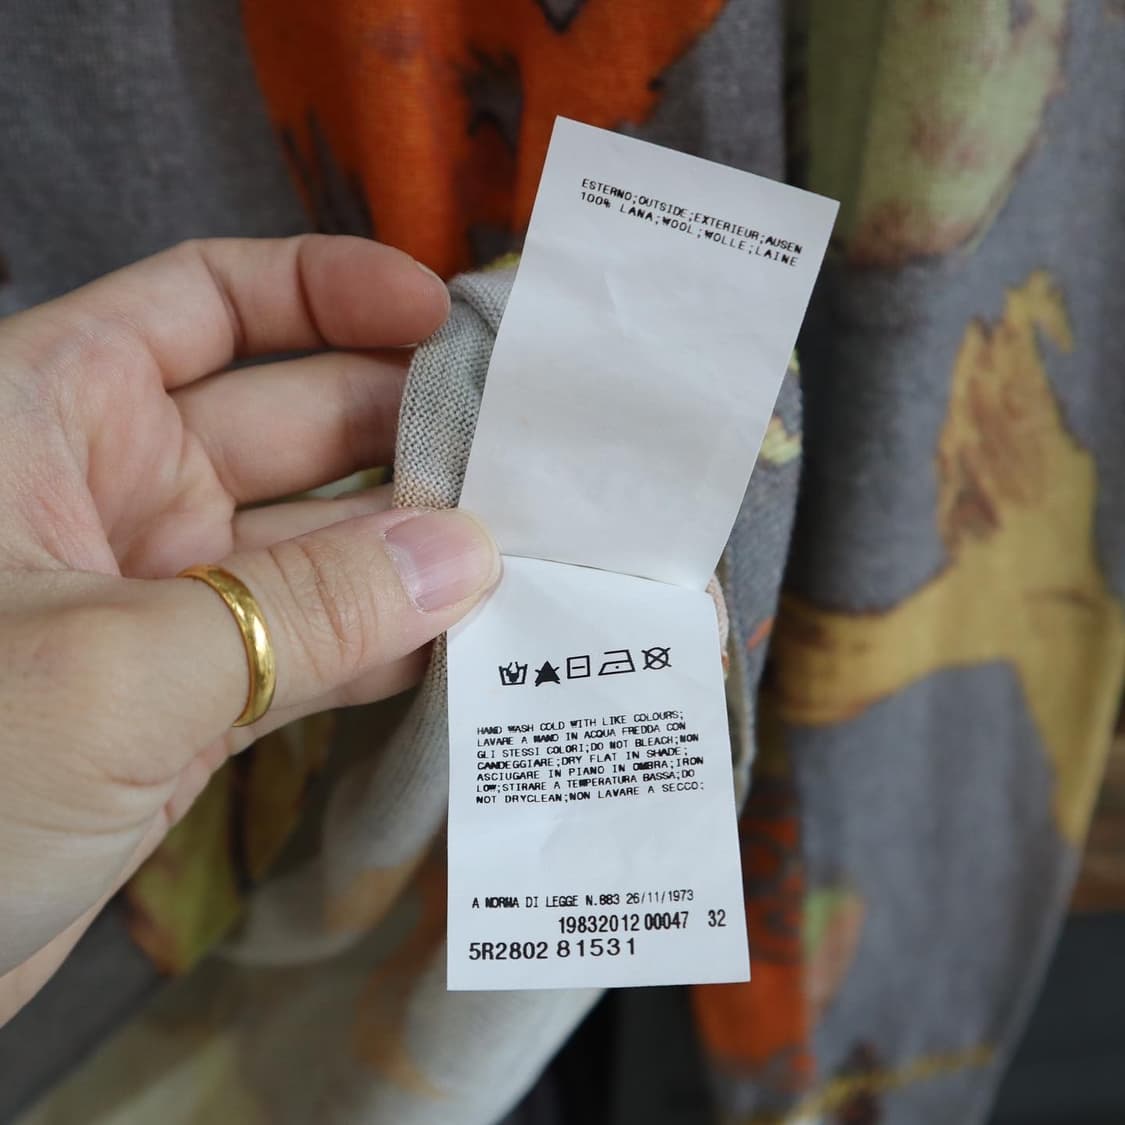 ESTERNO;OUTSIDE;EXTERIEUR;AUSEN
100% LANA;WOOL;WOLLE;LAINE
HAND WASH COLD WITH LIKE COLOURS;
LAVARE A MANO IN ACQUA FREDDA CON
GLI STESSI COLORI;DO NOT BLEACH;NON
CANDEGGIARE;DRY FLAT IN SHADE;
ASCIUGARE IN PIANO IN OMBRA;IRON
LOW;STIRARE A TEMPERATURA BASSA;DO
NOT DRYCLEAN;NON LAVARE A SECCO;
A NORMA DI LEGGE N.883 26/11/1973
19832012 00047 32
5R2802 81531